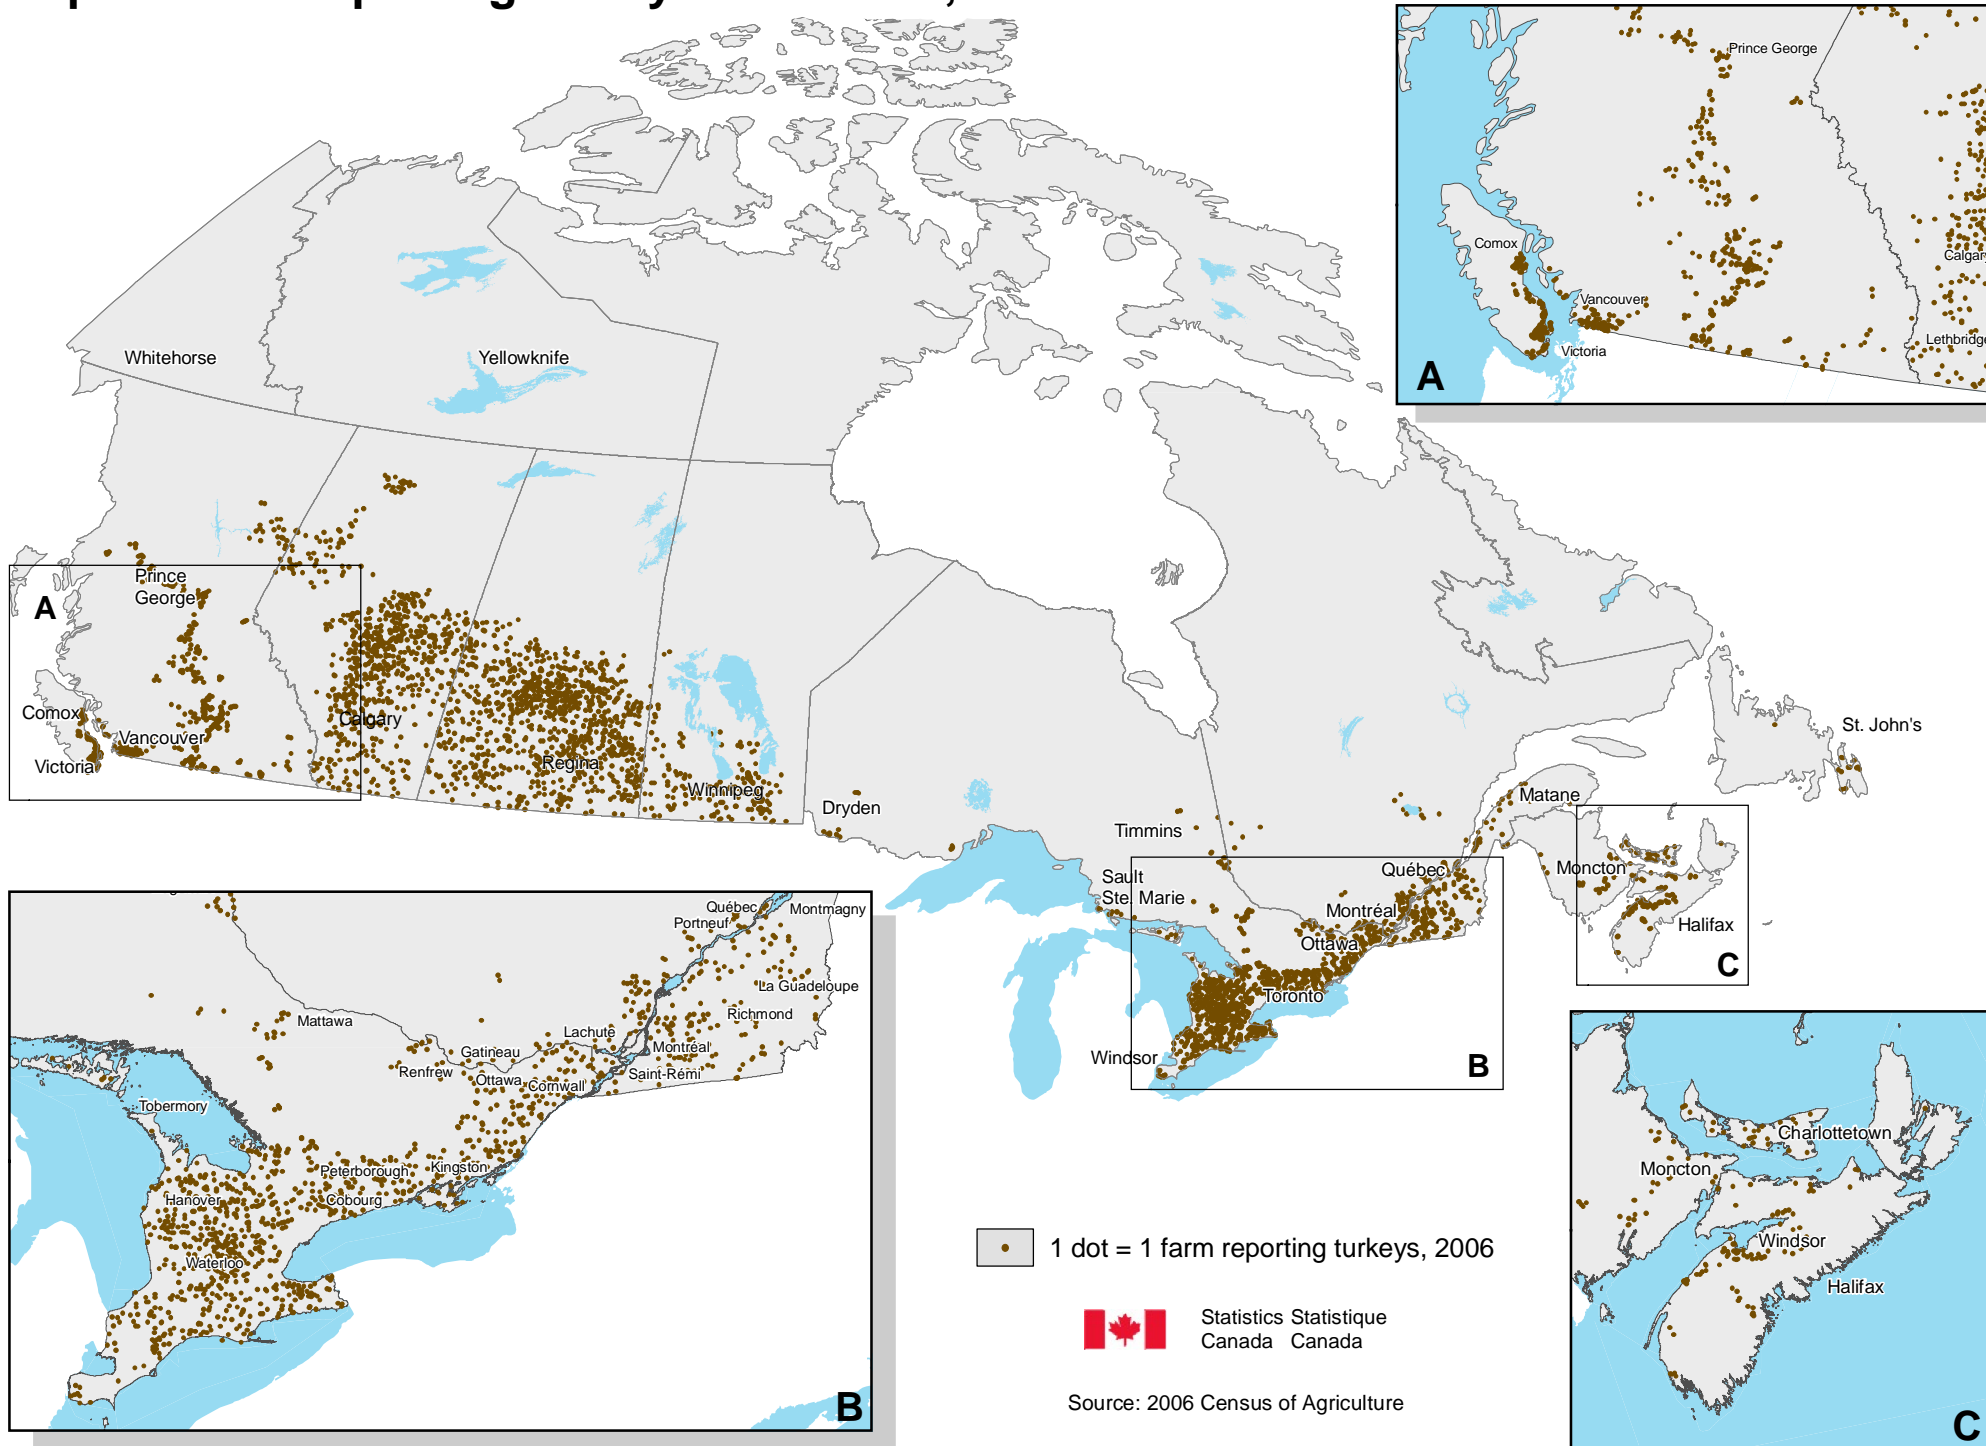 Prince George
Comox
Calgary
Vancouver
Lethbridge
Victoria
A
Whitehorse
Yellowknife
Prince
George
A
Comox
Vancouver
Victoria
Calgary
Regina
Winnipeg
Dryden
Timmins
Sault
Ste. Marie
Québec
Montréal
Ottawa
Toronto
Windsor
B
Matane
St. John's
Moncton
Halifax
C
Québec
Montmagny
Portneuf
La Guadeloupe
Richmond
Mattawa
Lachute
Gatineau
Montréal
Renfrew
Ottawa
Cornwall
Saint-Rémi
Tobermory
Peterborough
Kingston
Hanover
Cobourg
Waterloo
B
1 dot = 1 farm reporting turkeys, 2006
Statistics Statistique
Canada Canada
Source: 2006 Census of Agriculture
Charlottetown
Moncton
Windsor
Halifax
C